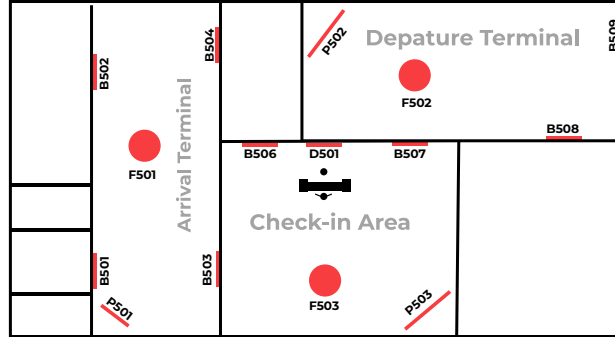 B504
P502
Depature Terminal
B509
B502
F502
Arrival Terminal
B508
F501
B506
D501
B507
Check-in Area
B501
B503
P501
F503
P503